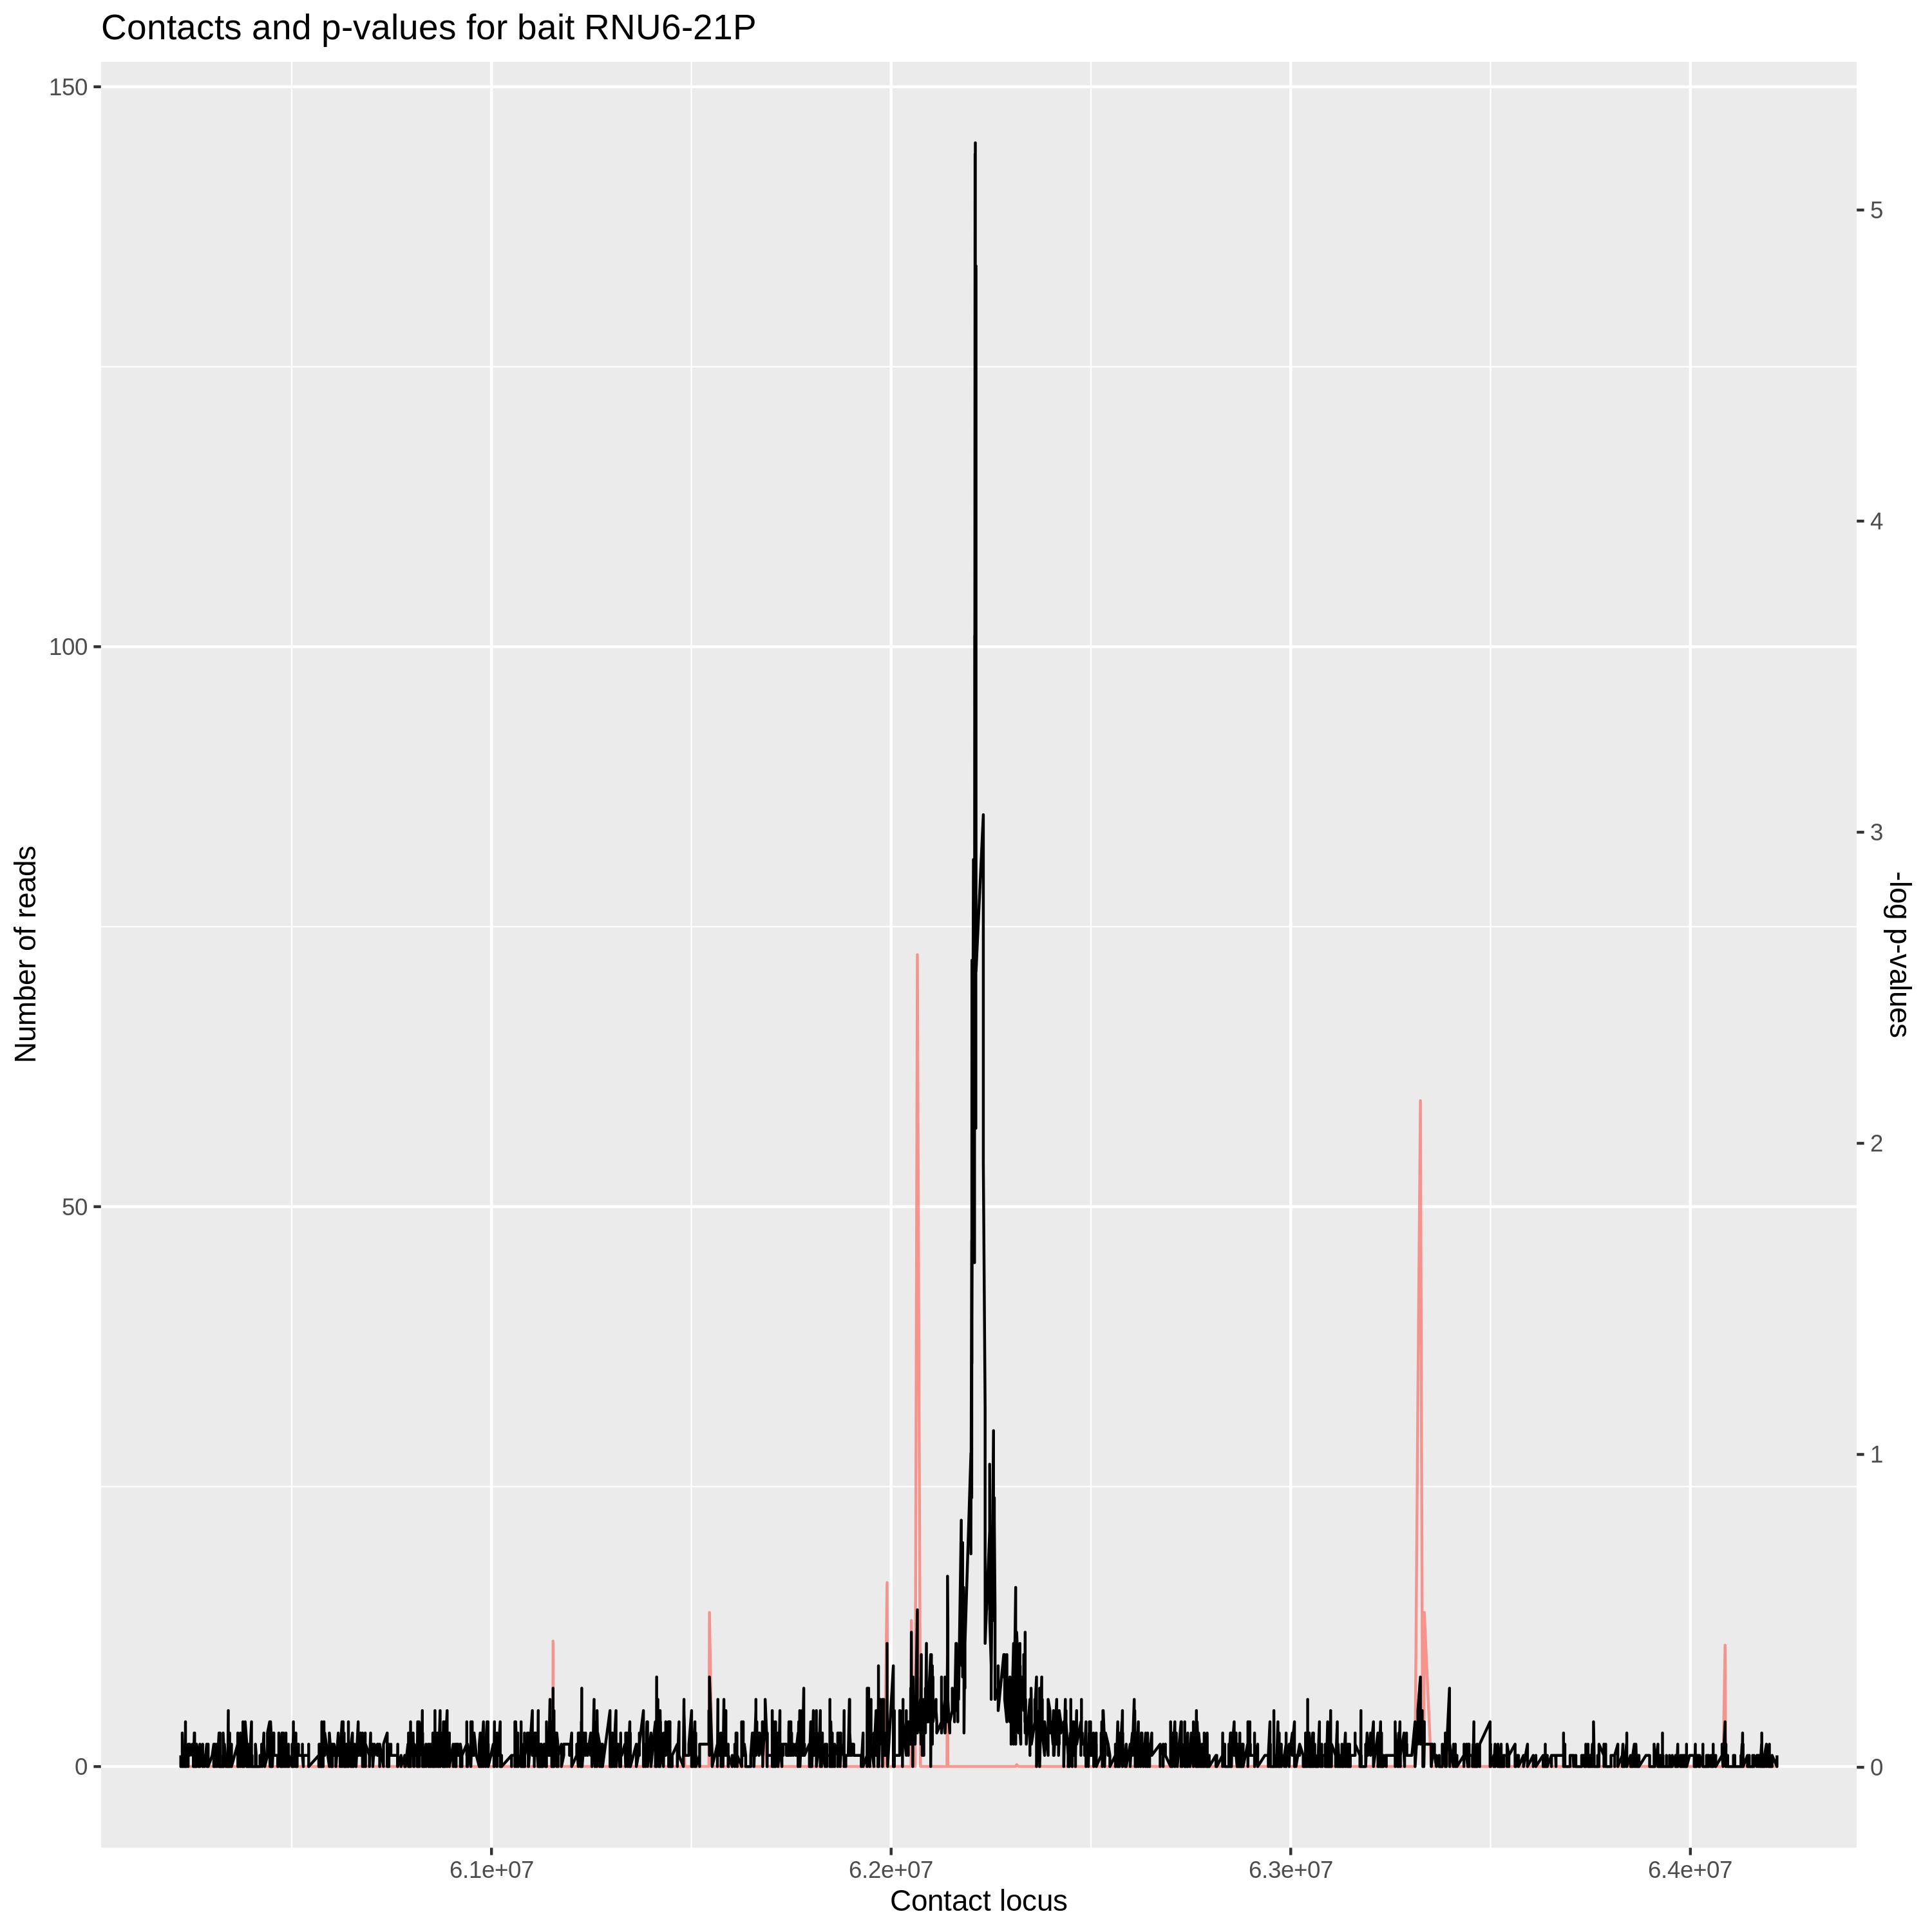 Contacts and p-values for bait RNU6-21P
150
100
50
0
Number of reads
5
4
3
2
1
0
-log p-values
6.1e+07 6.2e+07 6.3e+07 6.4e+07
Contact locus